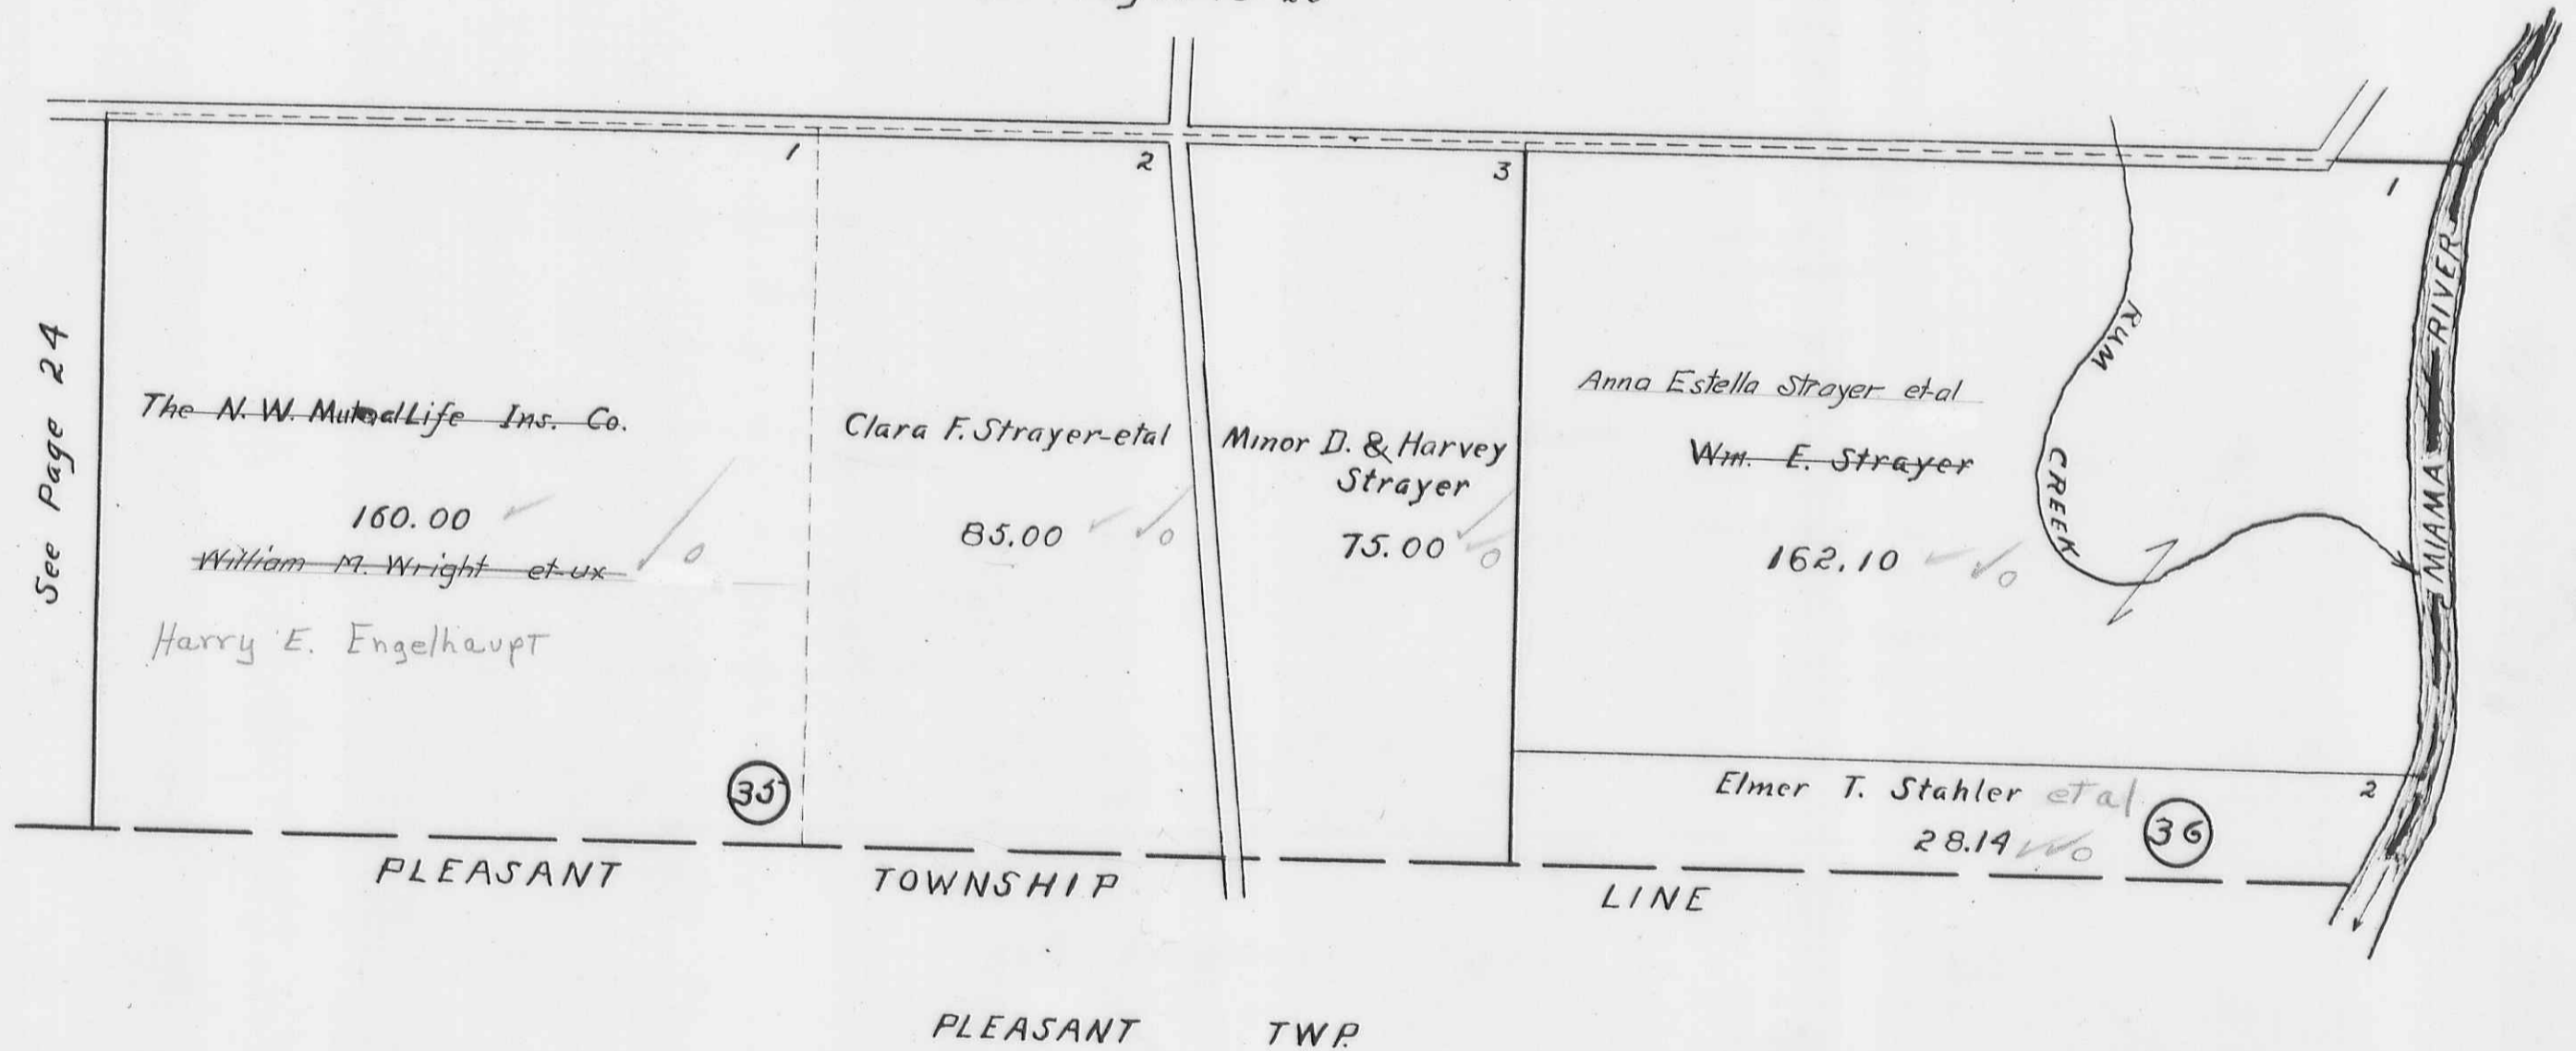 1
2
3
1
See Page 24
The N. W. Mutual Life Ins. Co.
160.00
William M. Wright et ux
Harry E. Engelhaupt
35
Clara F. Strayer-etal
85.00
Minor D. & Harvey
Strayer
75.00
Anna Estella Strayer et al
Wm. E. Strayer
162.10
RUM
CREEK
MIAMA RIVER
Elmer T. Stahler et al
28.14
36
2
PLEASANT TOWNSHIP LINE
PLEASANT TWP.